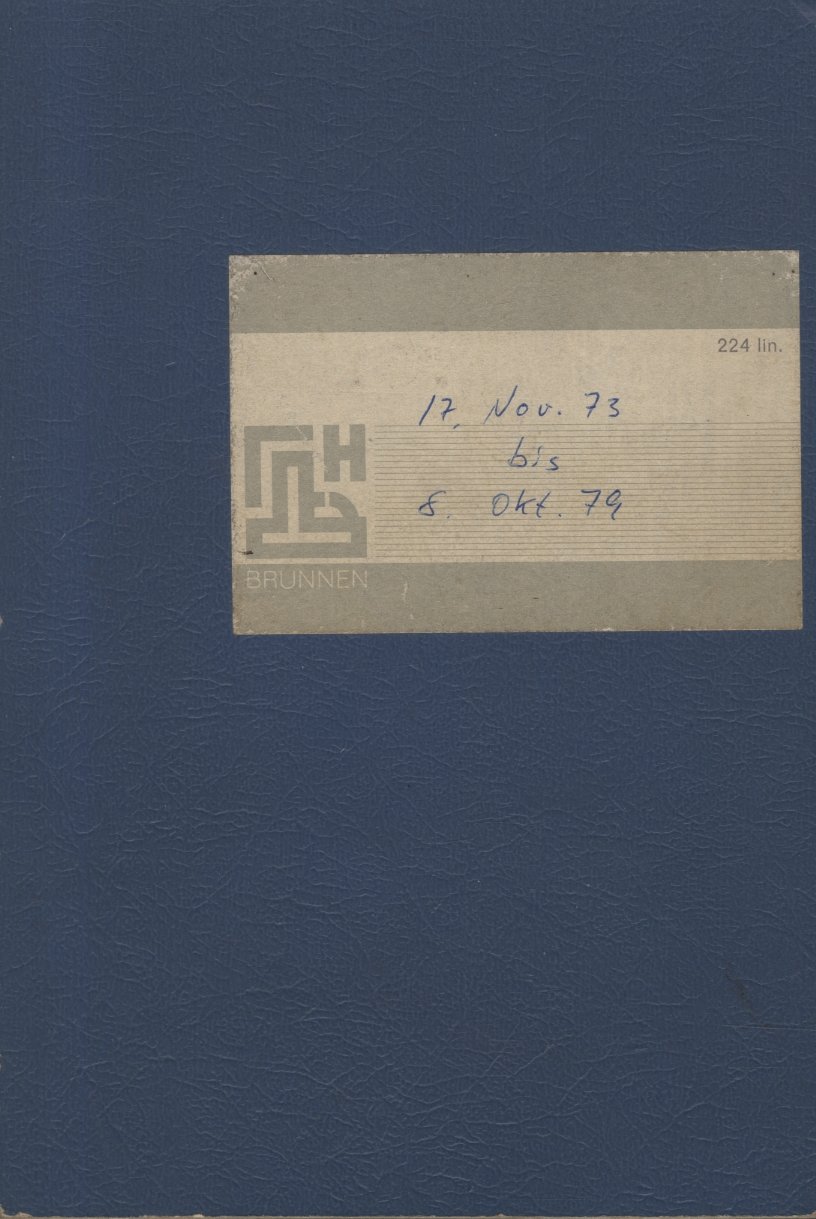 224 lin.
17. Nov. 73
bis
8. Okt. 79
BRUNNEN